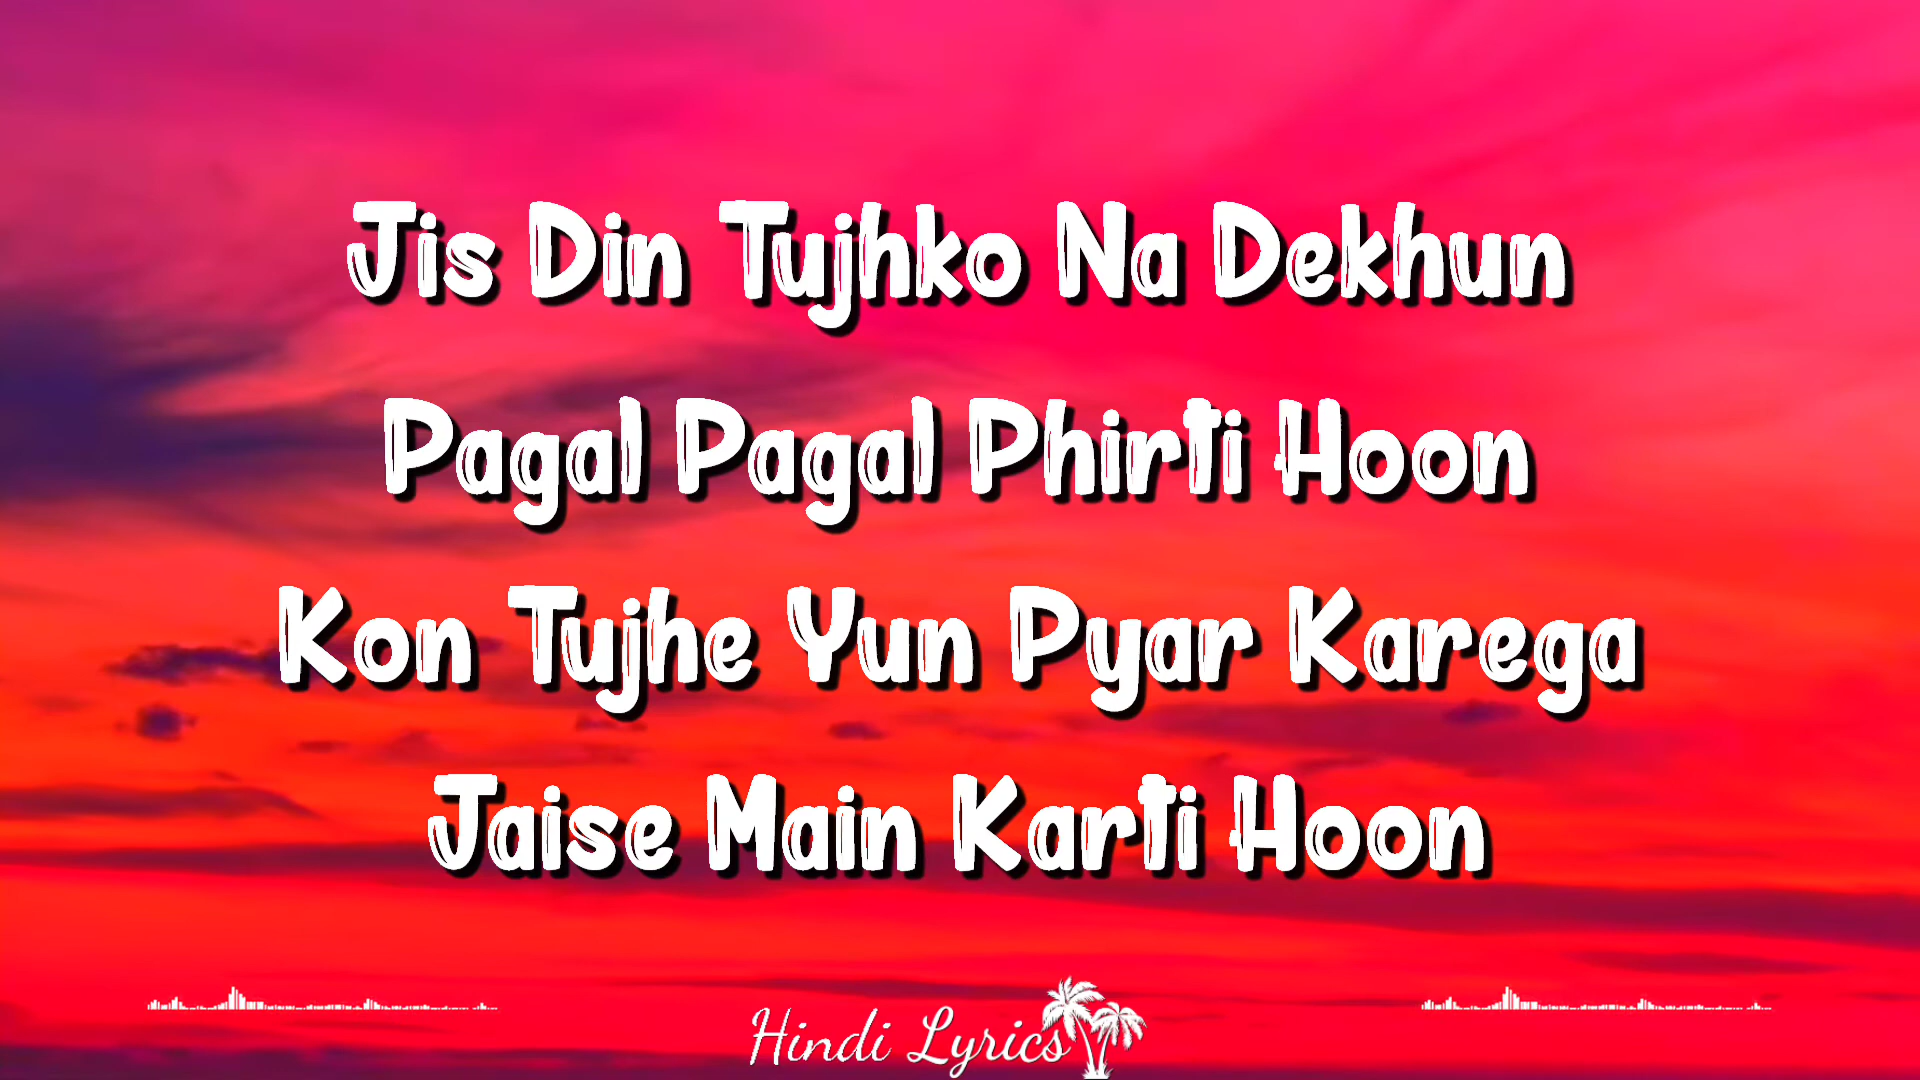 Jis Din Tujhko Na Dekhun
Pagal Pagal Phirti Hoon
Kon Tujhe Yun Pyar Karega
Jaise Main Karti Hoon
Hindi Lyrics